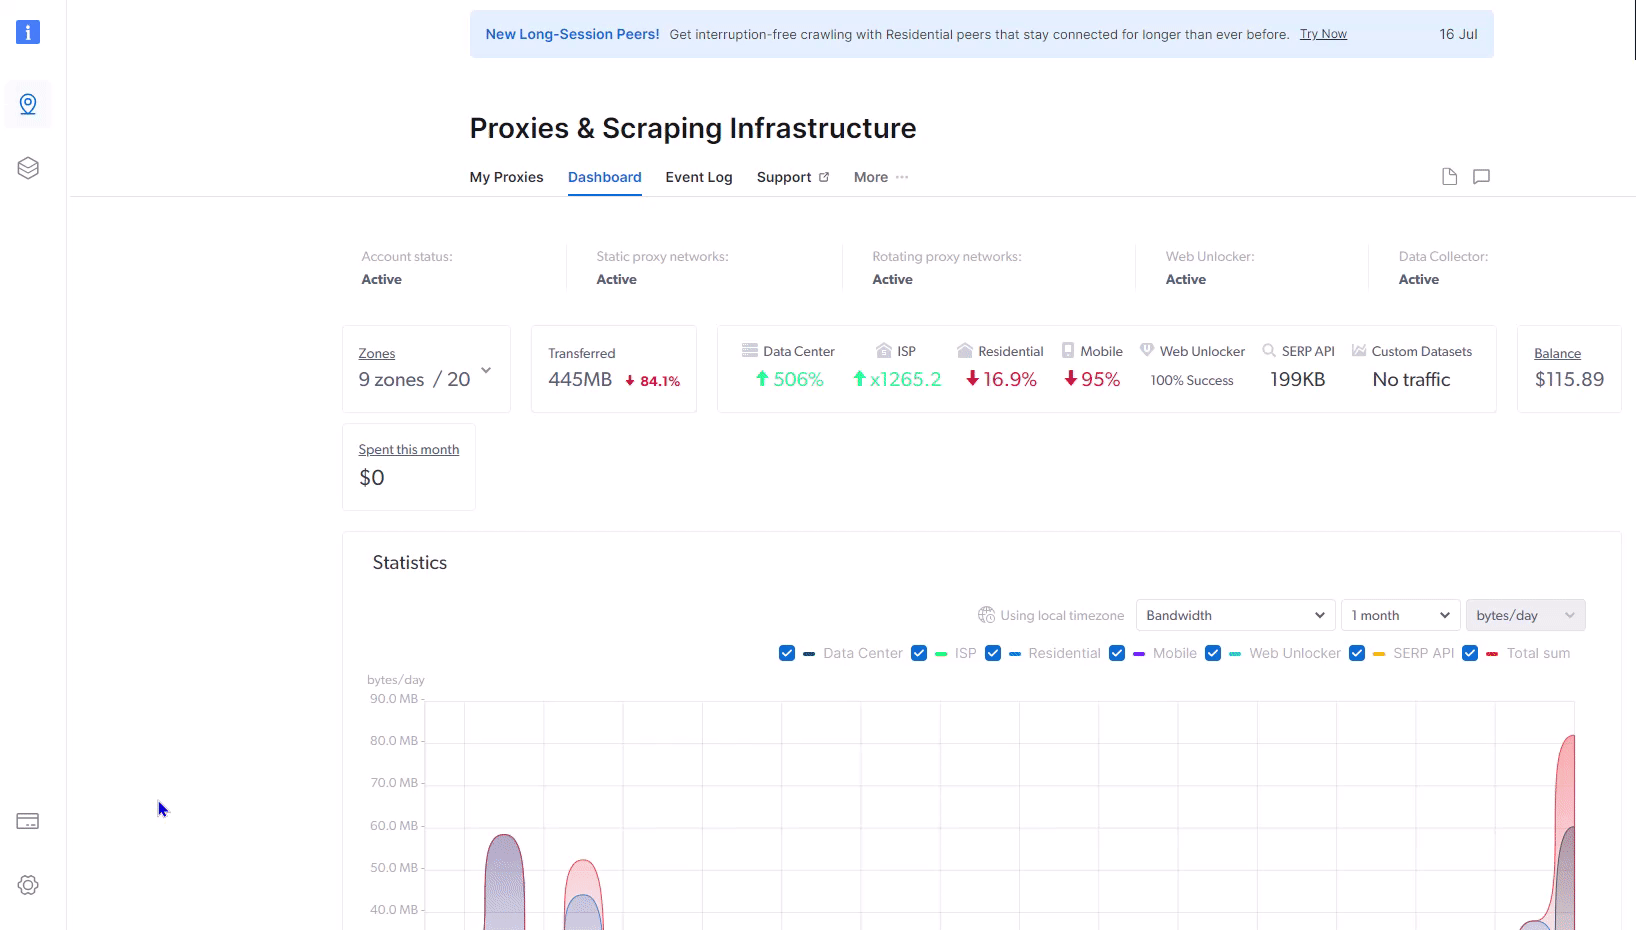 New Long-Session Peers! Get interruption-free crawling with Residential peers that stay connected for longer than ever before. Try Now 16 Jul
Proxies & Scraping Infrastructure
My Proxies Dashboard Event Log Support More ···
Account status: Static proxy networks: Rotating proxy networks: Web Unlocker: Data Collector:
Active Active Active Active Active
Zones Transferred Data Center ISP Residential Mobile Web Unlocker SERP API Custom Datasets Balance
9 zones / 20 445MB 84.1% 506% x1265.2 16.9% 95% 100% Success 199KB No traffic $115.89
Spent this month
$0
Statistics
Using local timezone Bandwidth 1 month bytes/day
Data Center ISP Residential Mobile Web Unlocker SERP API Total sum
bytes/day
90.0 MB
80.0 MB
70.0 MB
60.0 MB
50.0 MB
40.0 MB